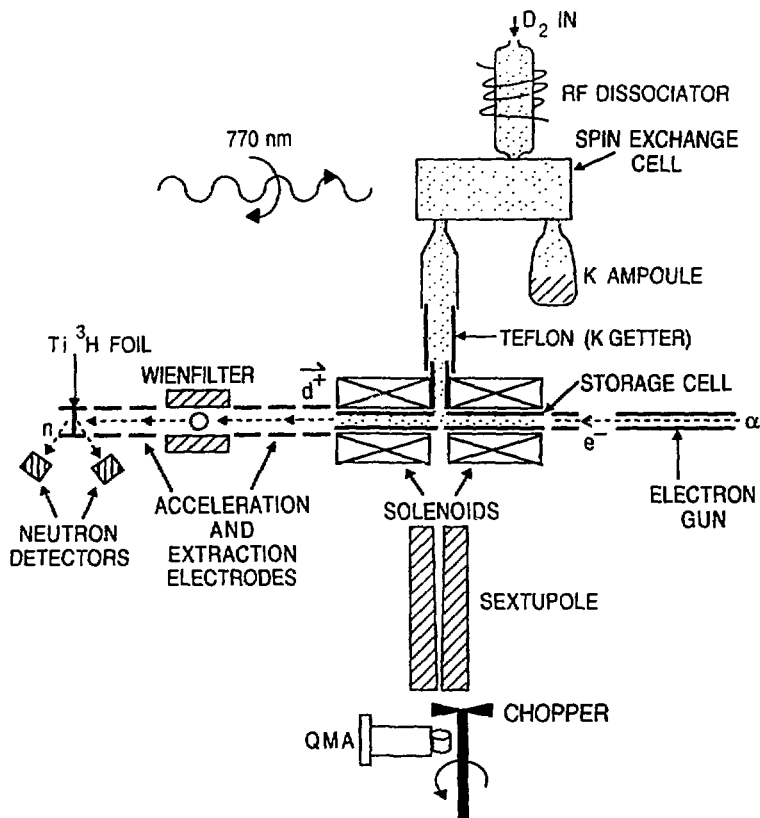 D₂ IN
RF DISSOCIATOR
770 nm
SPIN EXCHANGE
CELL
K AMPOULE
TEFLON (K GETTER)
Ti ³H FOIL
WIENFILTER
d⁺
STORAGE CELL
n
e⁻
α
NEUTRON
DETECTORS
ACCELERATION
AND
EXTRACTION
ELECTRODES
SOLENOIDS
ELECTRON
GUN
SEXTUPOLE
CHOPPER
QMA